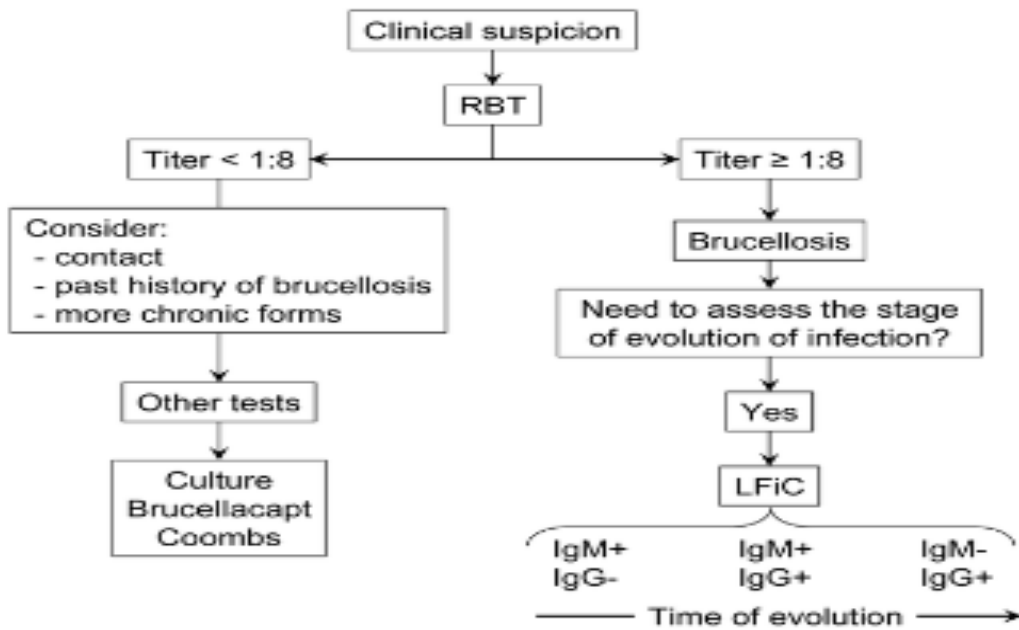 Clinical suspicion
RBT
Titer < 1:8
Titer ≥ 1:8
Consider:
- contact
- past history of brucellosis
- more chronic forms
Other tests
Culture
Brucellacapt
Coombs
Brucellosis
Need to assess the stage
of evolution of infection?
Yes
LFiC
IgM+ IgM+ IgM-
IgG- IgG+ IgG+
Time of evolution